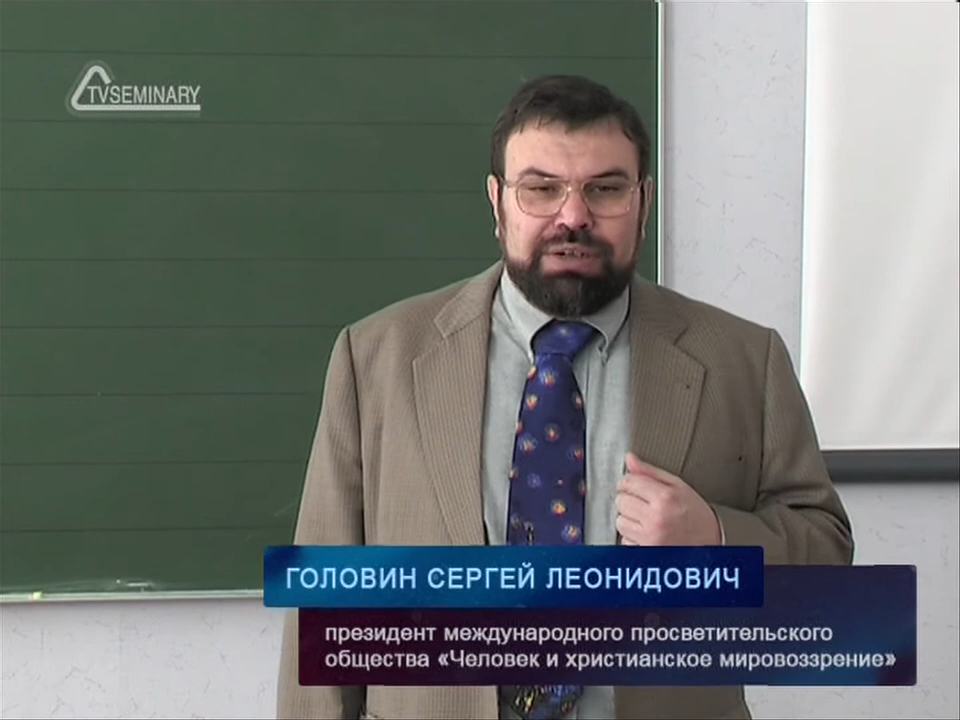 TVSEMINARY
ГОЛОВИН СЕРГЕЙ ЛЕОНИДОВИЧ
президент международного просветительского
общества «Человек и христианское мировоззрение»